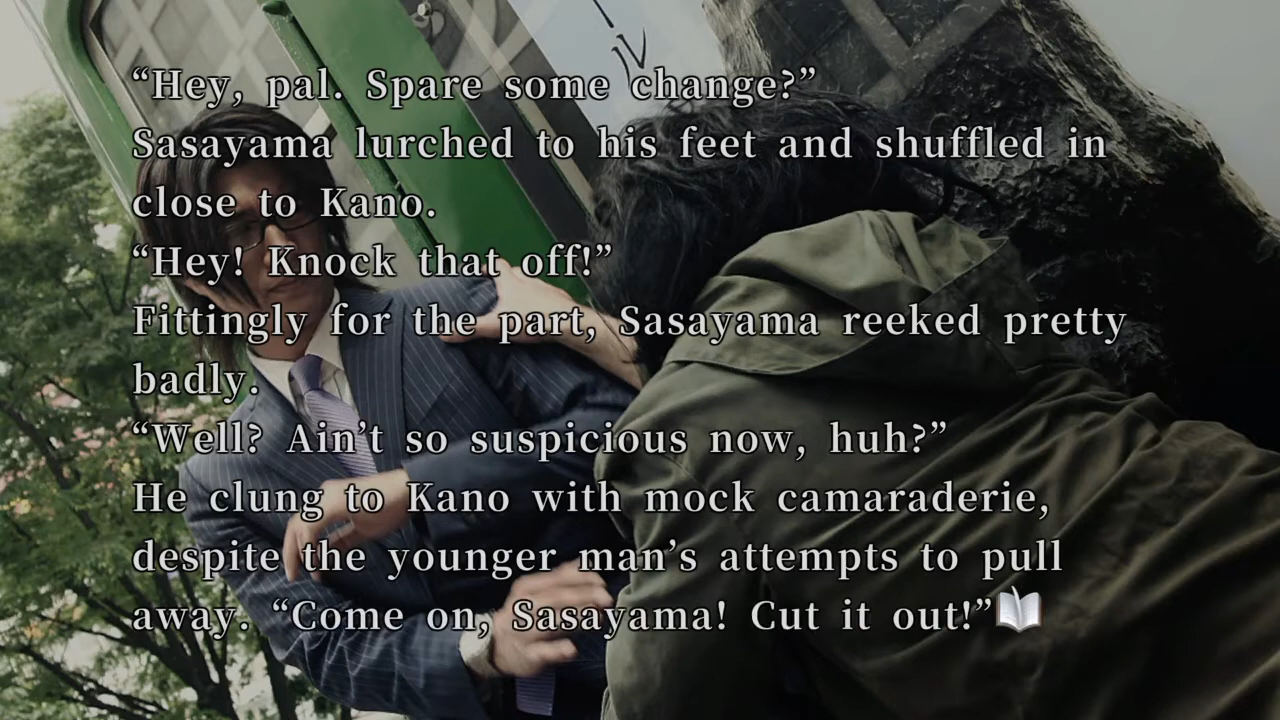 ル
“Hey, pal. Spare some change?”
Sasayama lurched to his feet and shuffled in
close to Kano.
“Hey! Knock that off!”
Fittingly for the part, Sasayama reeked pretty
badly.
“Well? Ain’t so suspicious now, huh?”
He clung to Kano with mock camaraderie,
despite the younger man’s attempts to pull
away. “Come on, Sasayama! Cut it out!”